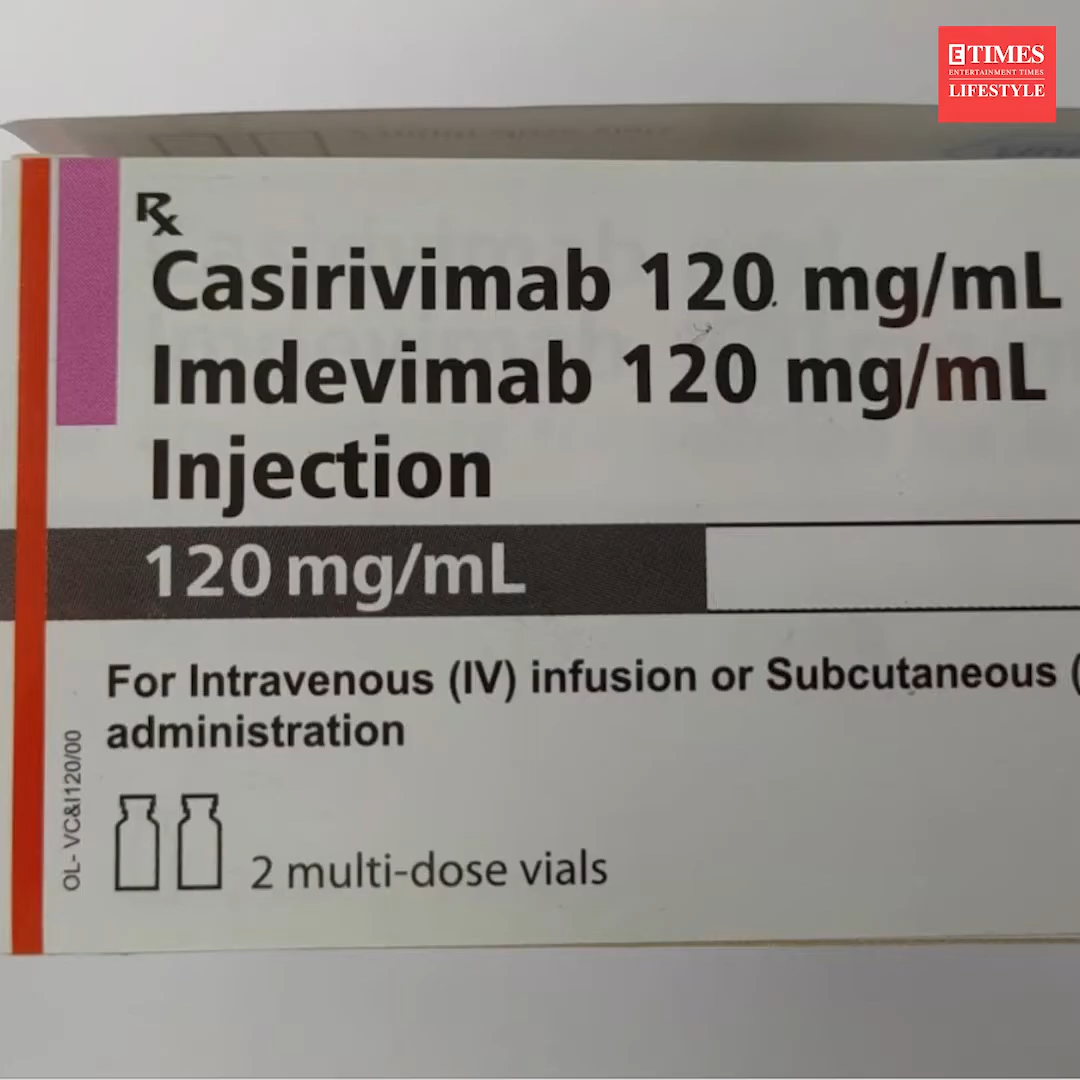 ETIMES
ENTERTAINMENT TIMES
LIFESTYLE
Rx
Casirivimab 120 mg/mL
Imdevimab 120 mg/mL
Injection
120 mg/mL
For Intravenous (IV) infusion or Subcutaneous (
administration
OL- VC&I120/00
2 multi-dose vials